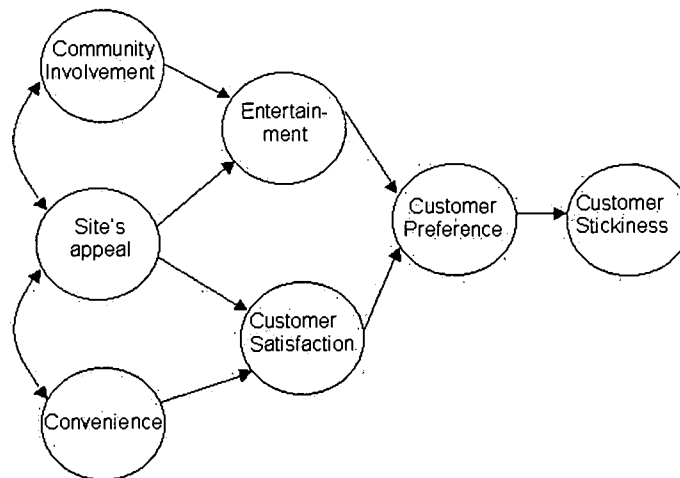 Community
Involvement
Entertain-
ment
Site's
appeal
Customer
Preference
Customer
Stickiness
Customer
Satisfaction
Convenience